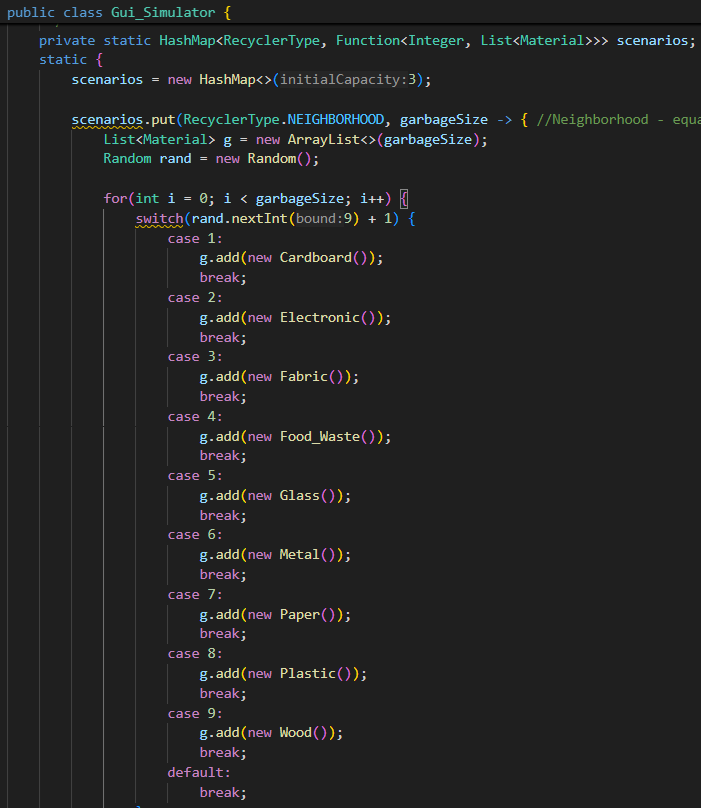 public class Gui_Simulator {
private static HashMap<RecyclerType, Function<Integer, List<Material>>> scenarios;
static {
scenarios = new HashMap<>(initialCapacity:3);
scenarios.put(RecyclerType.NEIGHBORHOOD, garbageSize -> { //Neighborhood - equa
List<Material> g = new ArrayList<>(garbageSize);
Random rand = new Random();
for(int i = 0; i < garbageSize; i++) {
switch(rand.nextInt(bound:9) + 1) {
case 1:
g.add(new Cardboard());
break;
case 2:
g.add(new Electronic());
break;
case 3:
g.add(new Fabric());
break;
case 4:
g.add(new Food_Waste());
break;
case 5:
g.add(new Glass());
break;
case 6:
g.add(new Metal());
break;
case 7:
g.add(new Paper());
break;
case 8:
g.add(new Plastic());
break;
case 9:
g.add(new Wood());
break;
default:
break;